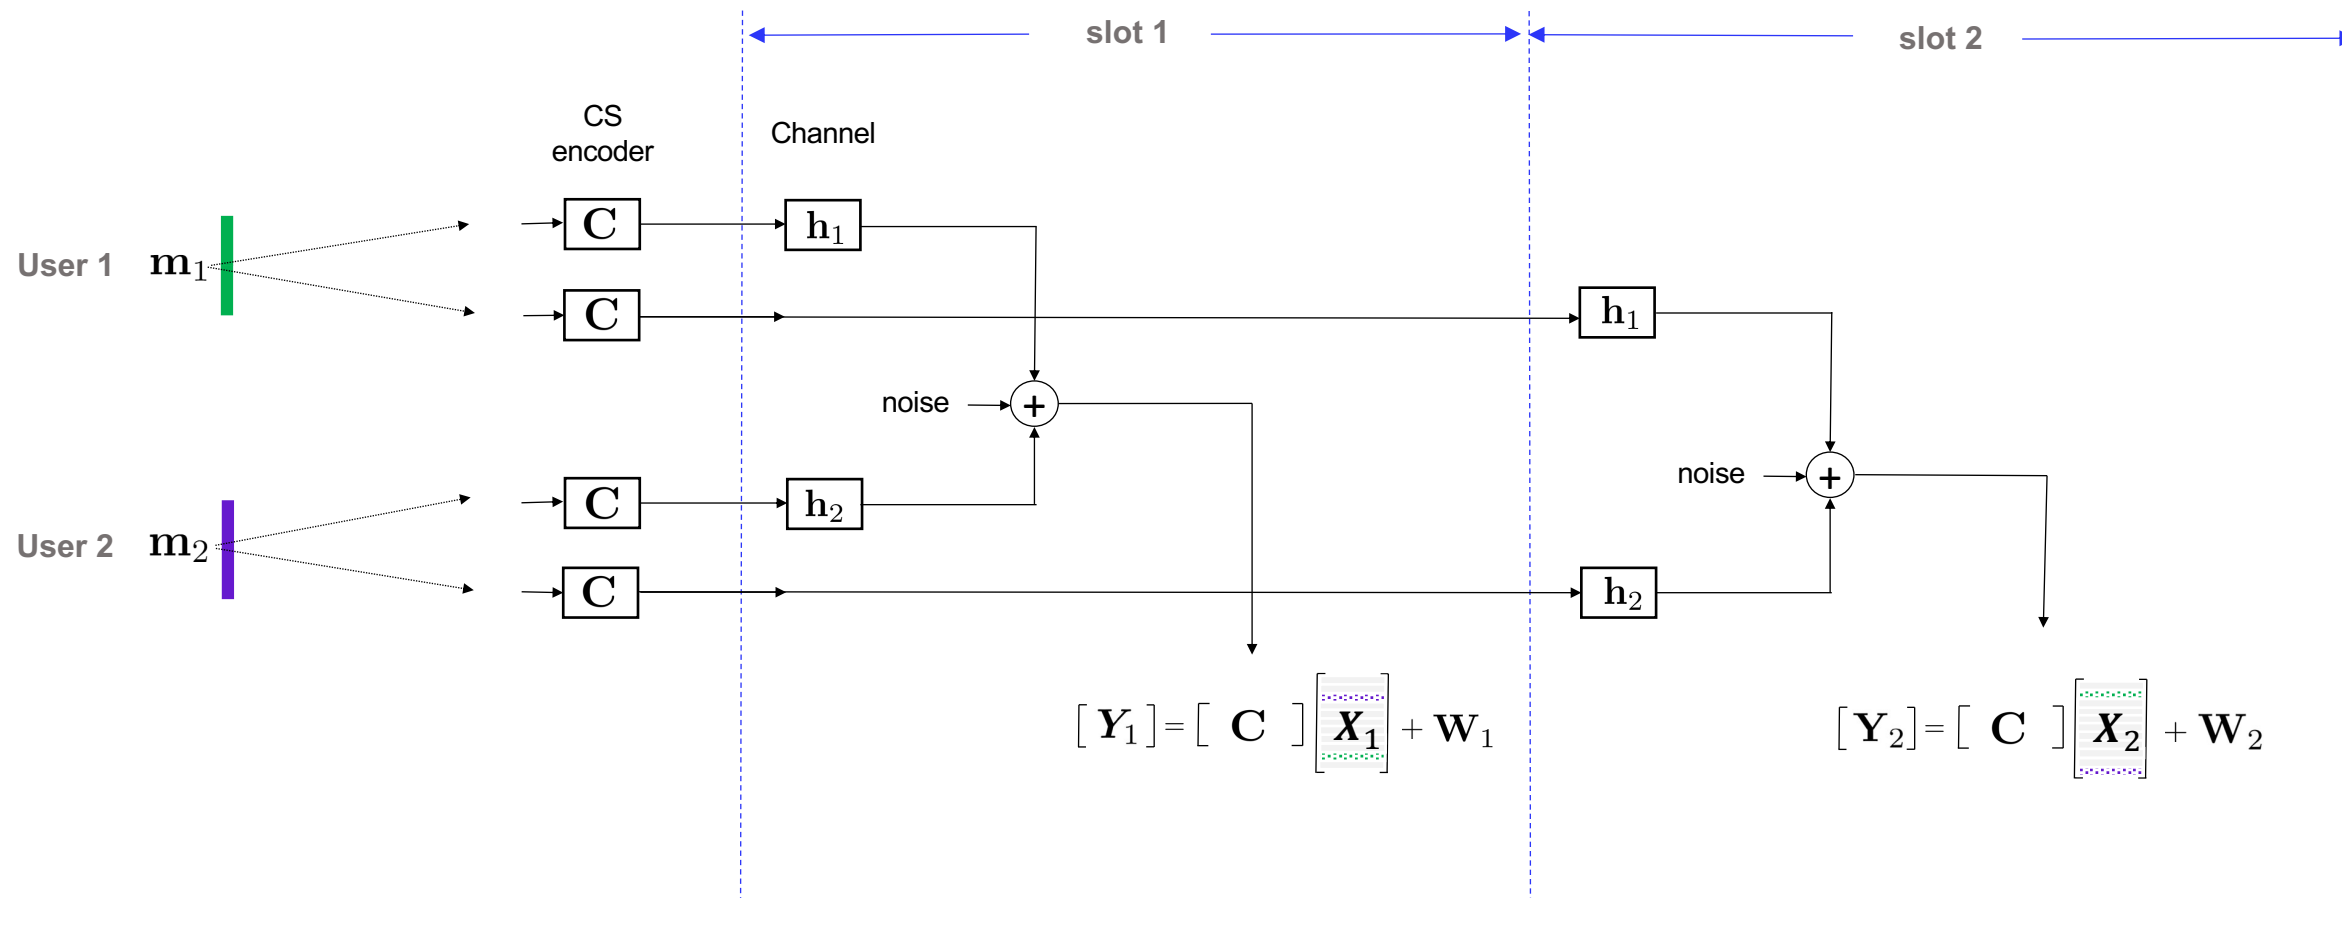 slot 1
slot 2
CS
encoder
Channel
C
h₁
User 1 m₁
C
h₁
noise +
noise +
C
h₂
User 2 m₂
C
h₂
[ Y₁ ] = [ C ] [ X₁ ] + W₁
[ Y₂ ] = [ C ] [ X₂ ] + W₂